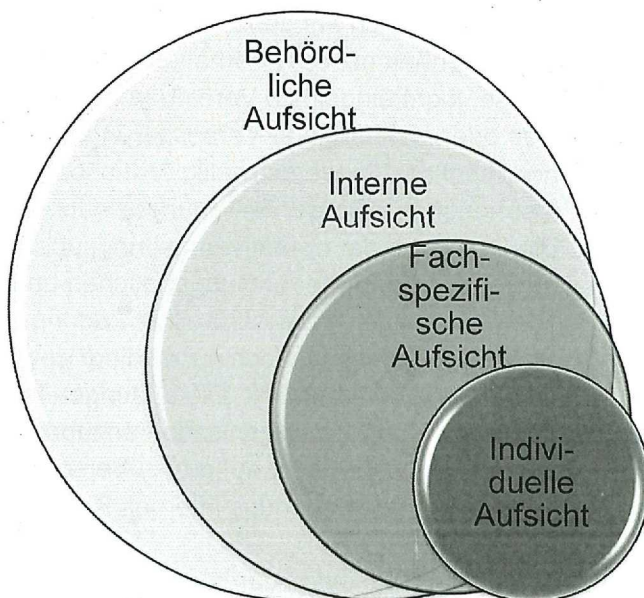 Behörd-
liche
Aufsicht
Interne
Aufsicht
Fach-
spezifi-
sche
Aufsicht
Indivi-
duelle
Aufsicht